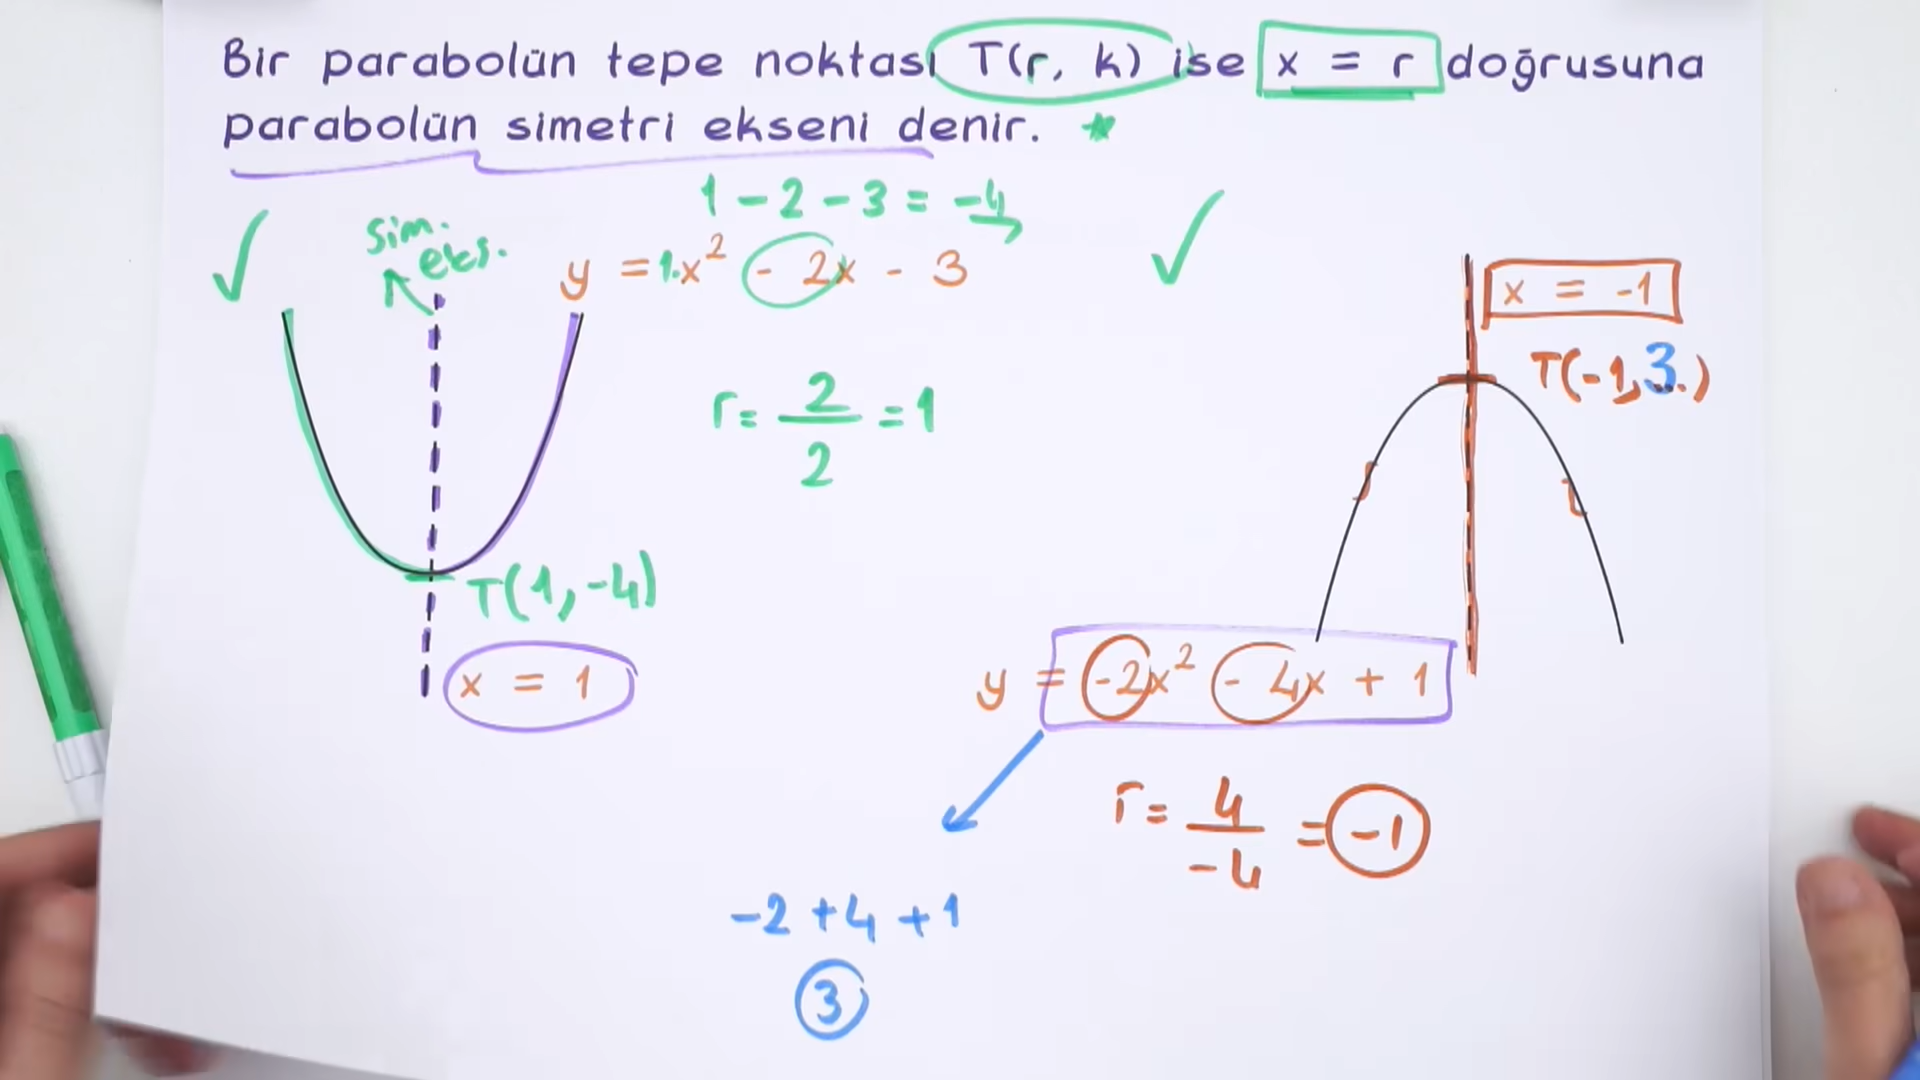 Bir parabolün tepe noktası T(r, k) ise x = r doğrusuna
parabolün simetri ekseni denir. *
1 - 2 - 3 = -4
sim.
eks.
y = 1.x² - 2x - 3
r = 2/2 = 1
T(1, -4)
x = 1
x = -1
T(-1, 3.)
y = -2x² - 4x + 1
r = 4/-4 = -1
-2 + 4 + 1
3